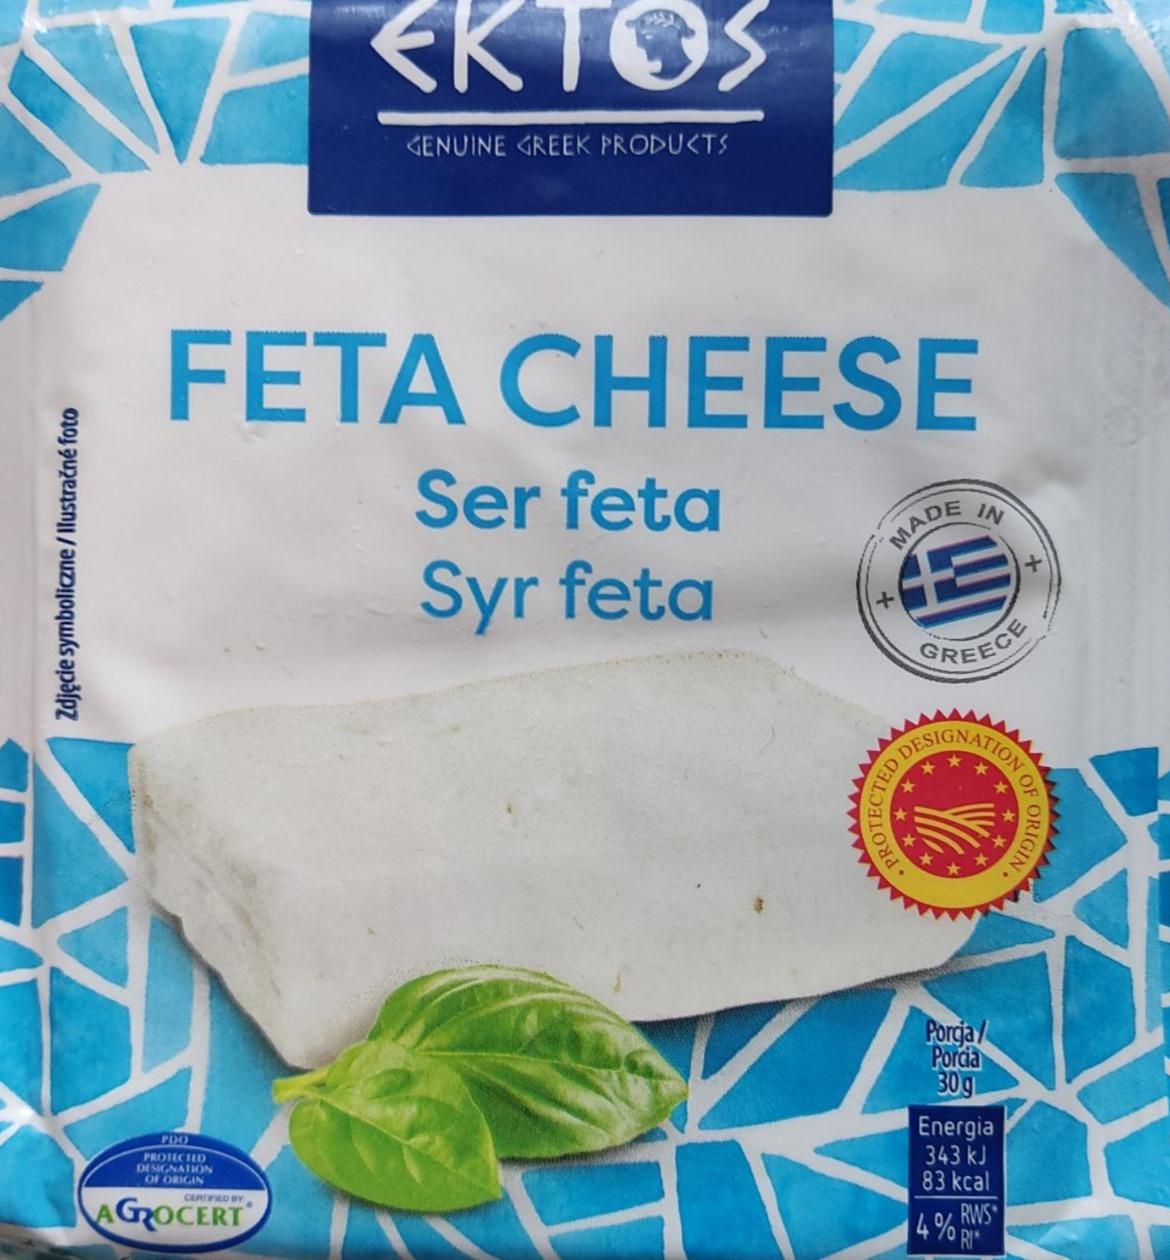 EKTOS
GENUINE GREEK PRODUCTS
FETA CHEESE
Ser feta
Syr feta
Zdjęcie symboliczne / Ilustračné foto
MADE IN
GREECE
PROTECTED DESIGNATION OF ORIGIN
Porcja /
Porcia
30 g
Energia
343 kJ
83 kcal
4% RWS*
RI*
PDO
PROTECTED
DESIGNATION
OF ORIGIN
CERTIFIED BY:
AGROCERT®